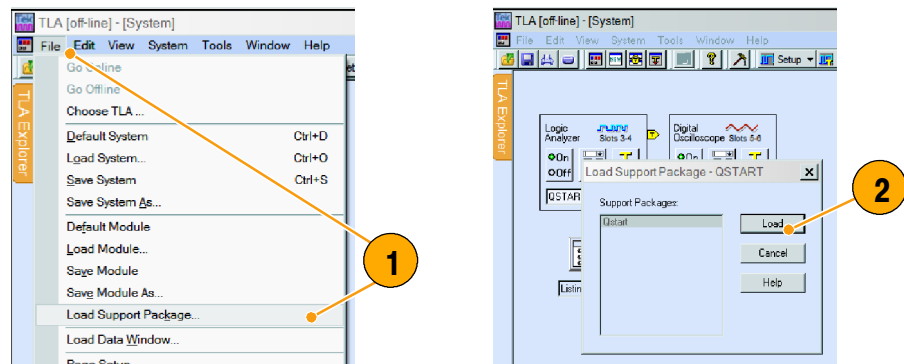 TLA [off-line] - [System]
File Edit View System Tools Window Help
Go Online
Go Offline
Choose TLA ...
Default System Ctrl+D
Load System... Ctrl+O
Save System Ctrl+S
Save System As...
Default Module
Load Module...
Save Module
Save Module As...
Load Support Package...
Load Data Window...
TLA Explorer
1
TLA [off-line] - [System]
File Edit View System Tools Window Help
Setup
TLA Explorer
Logic Analyzer Slots 3-4
Digital Oscilloscope Slots 5-6
On
Off
On
QSTAR
Listin
Load Support Package - QSTART
Support Packages:
Qstart
Load
Cancel
Help
2